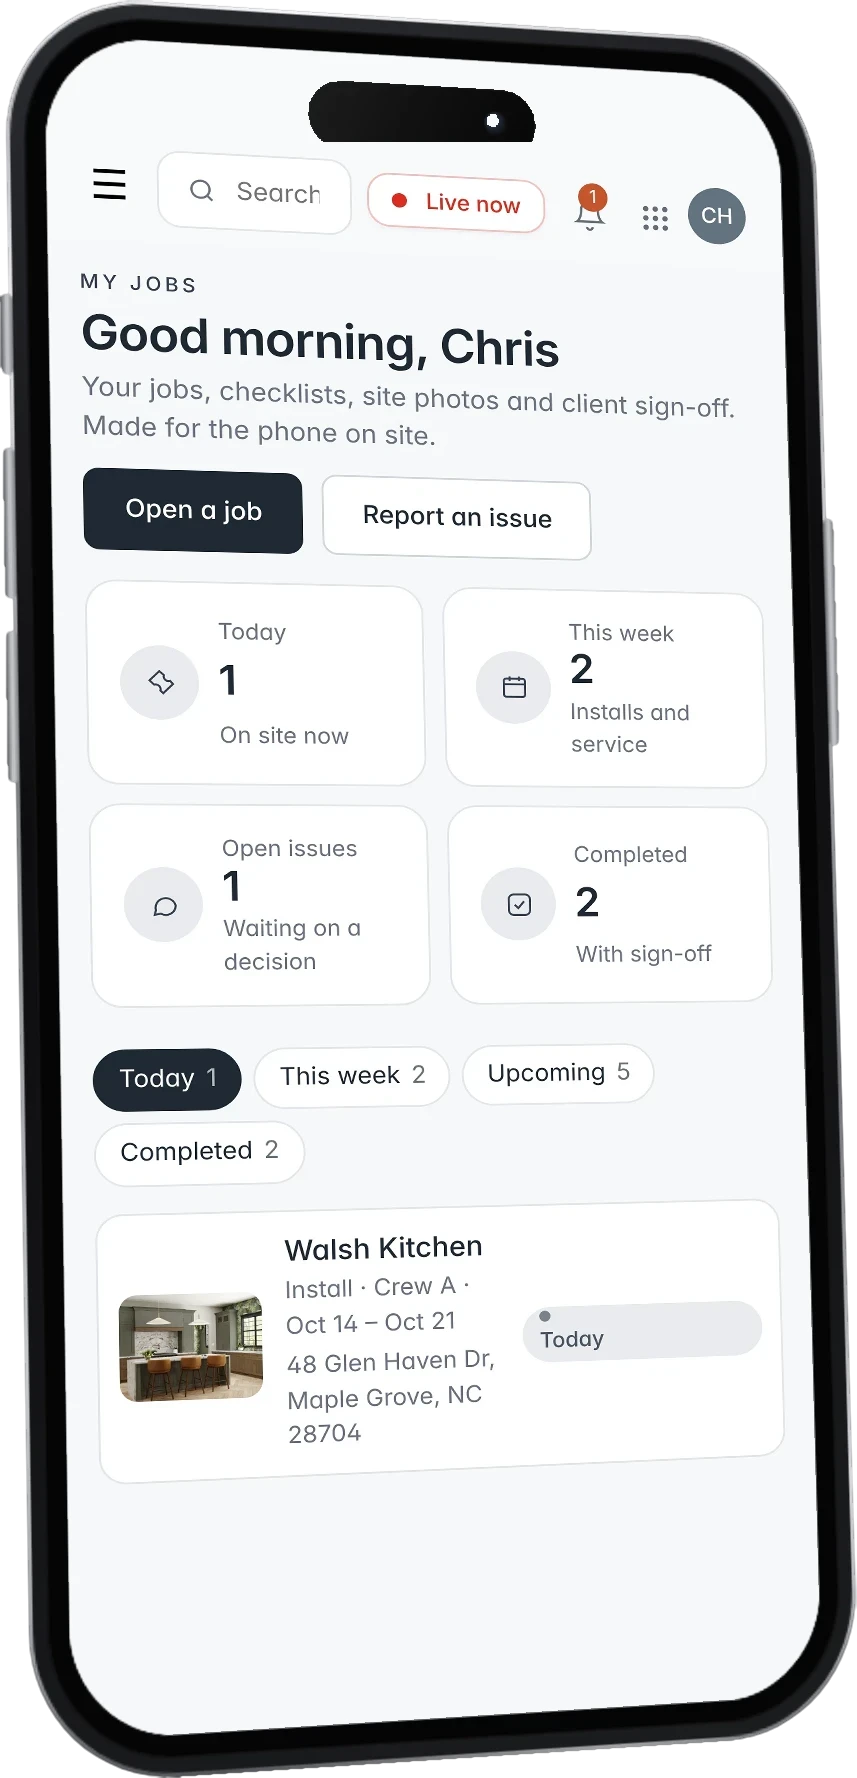 Search
Live now
1
CH
MY JOBS
Good morning, Chris
Your jobs, checklists, site photos and client sign-off.
Made for the phone on site.
Open a job
Report an issue
Today
1
On site now
This week
2
Installs and
service
Open issues
1
Waiting on a
decision
Completed
2
With sign-off
Today 1
This week 2
Upcoming 5
Completed 2
Walsh Kitchen
Install · Crew A ·
Oct 14 – Oct 21
48 Glen Haven Dr,
Maple Grove, NC
28704
Today